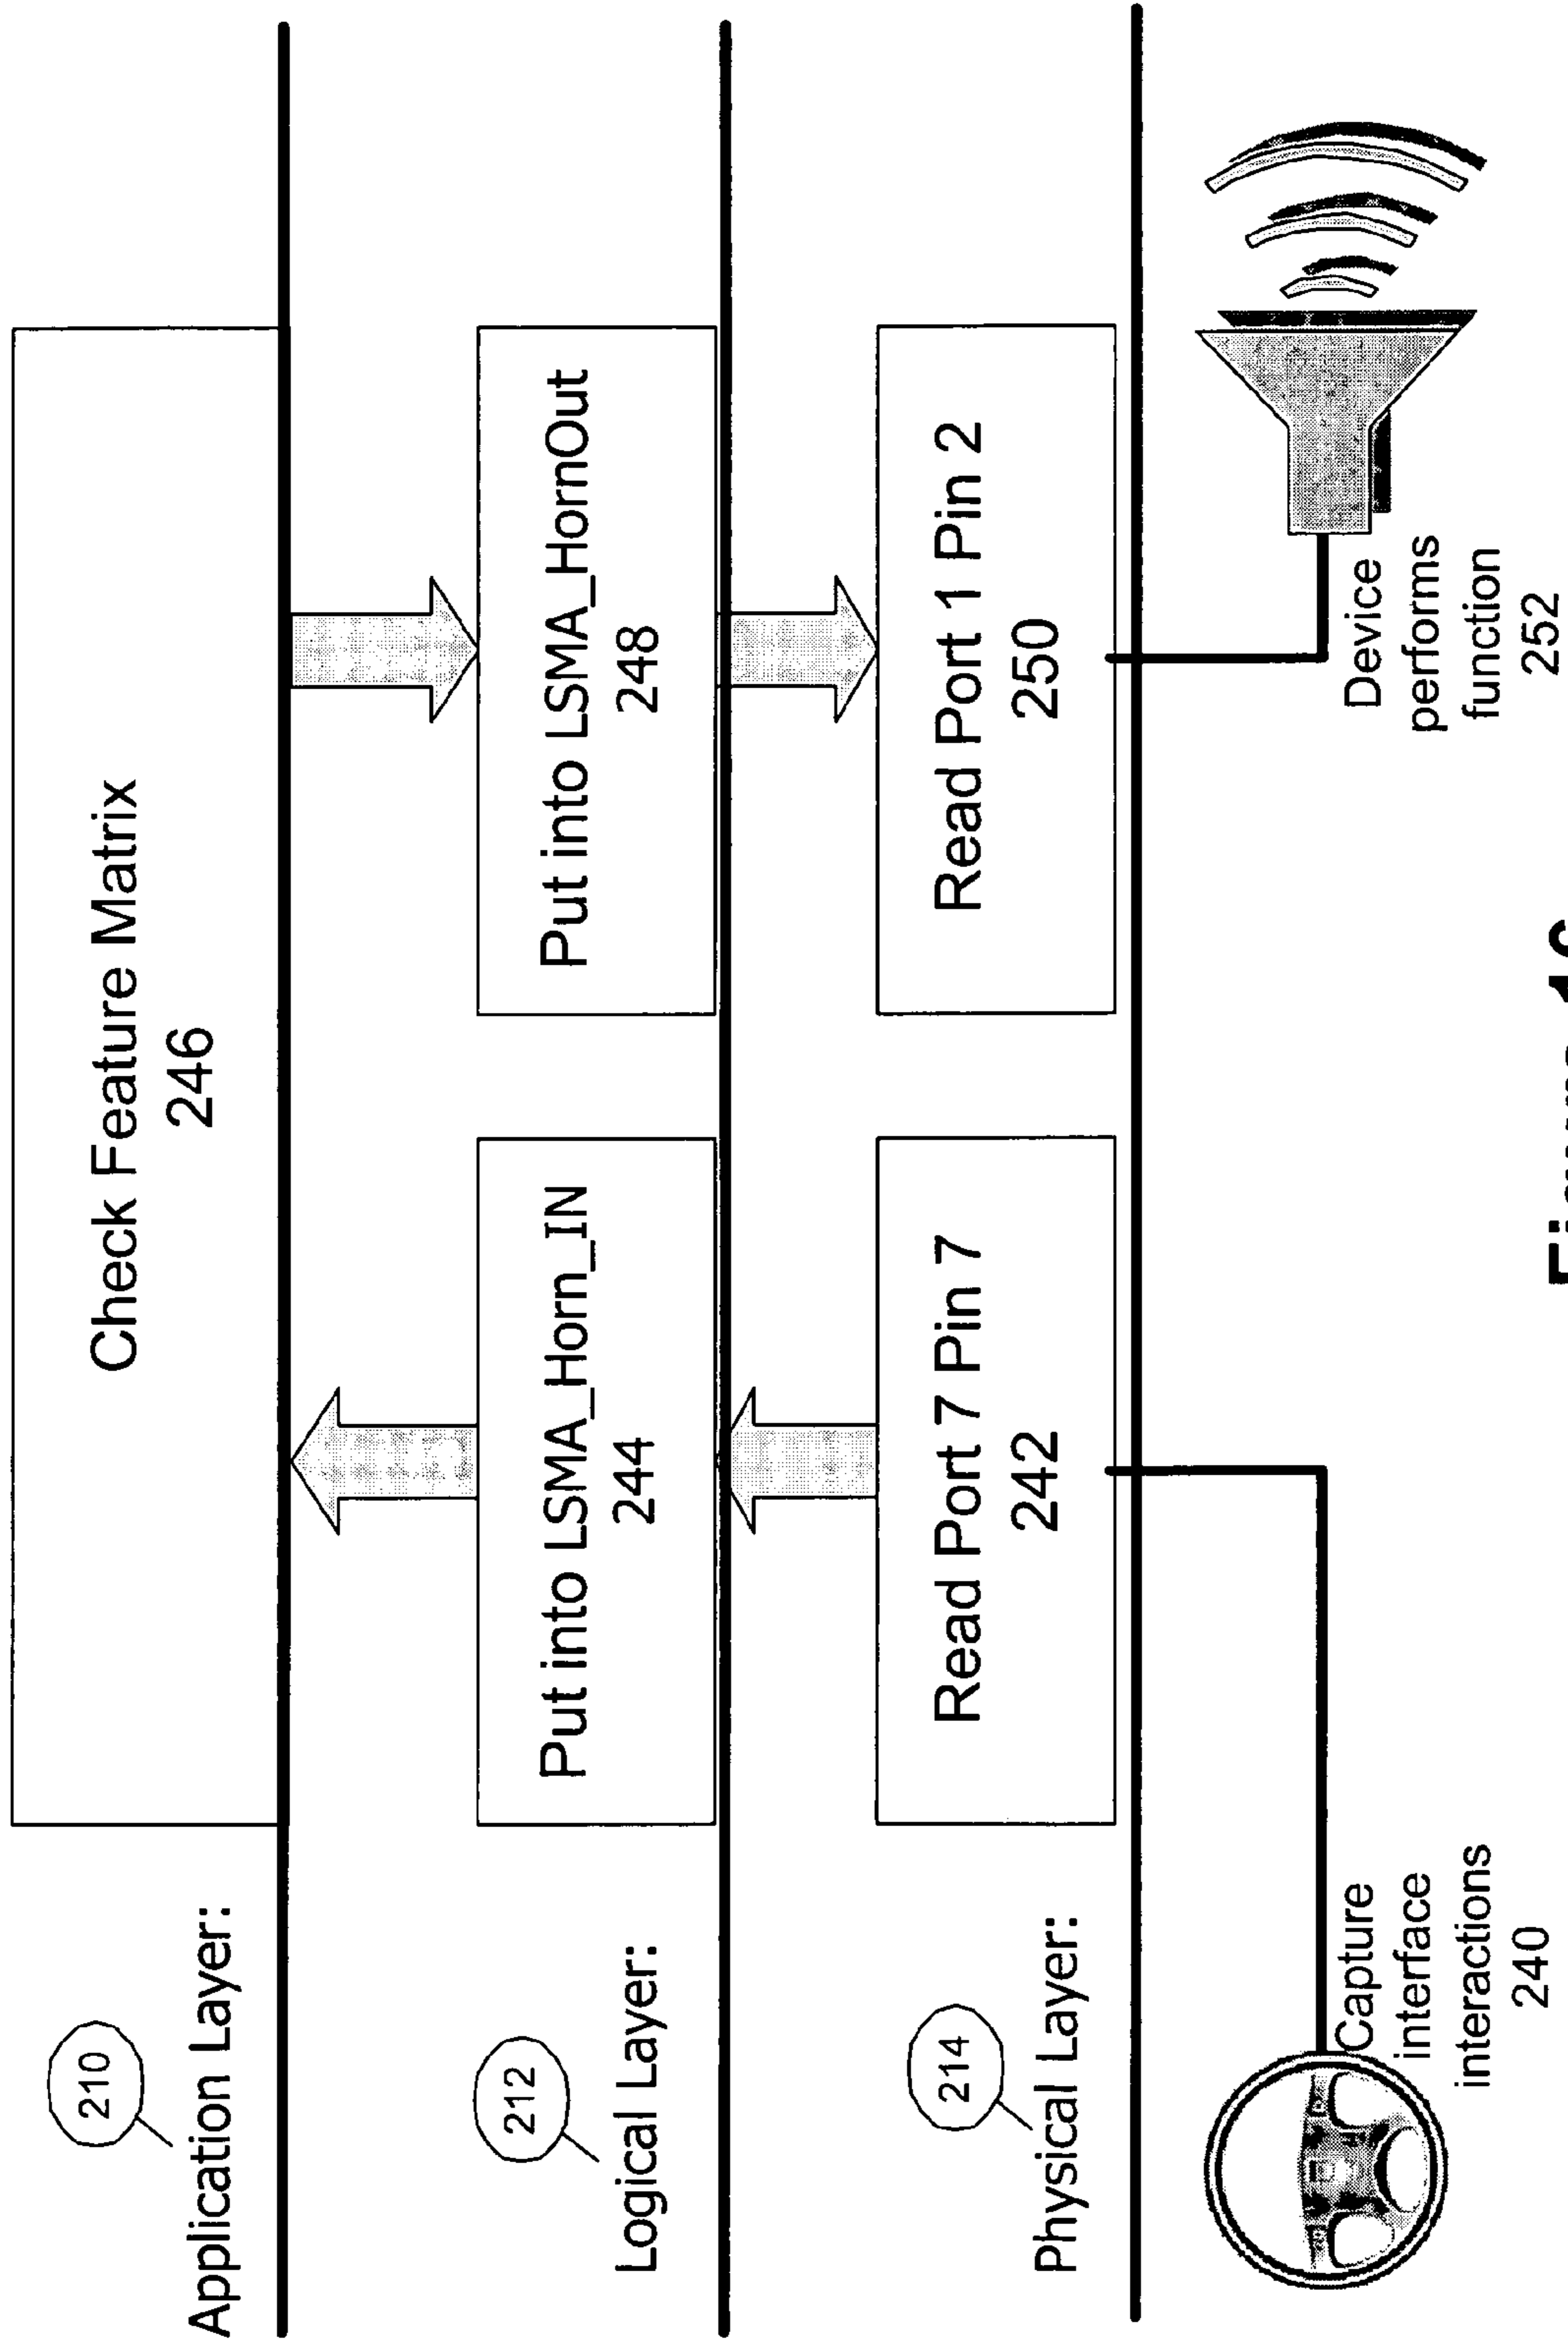 210
Application Layer:
Check Feature Matrix
246
212
Logical Layer:
Put into LSMA_Horn_IN
244
Put into LSMA_HornOut
248
214
Physical Layer:
Read Port 7 Pin 7
242
Read Port 1 Pin 2
250
Capture
interface
interactions
240
Device
performs
function
252